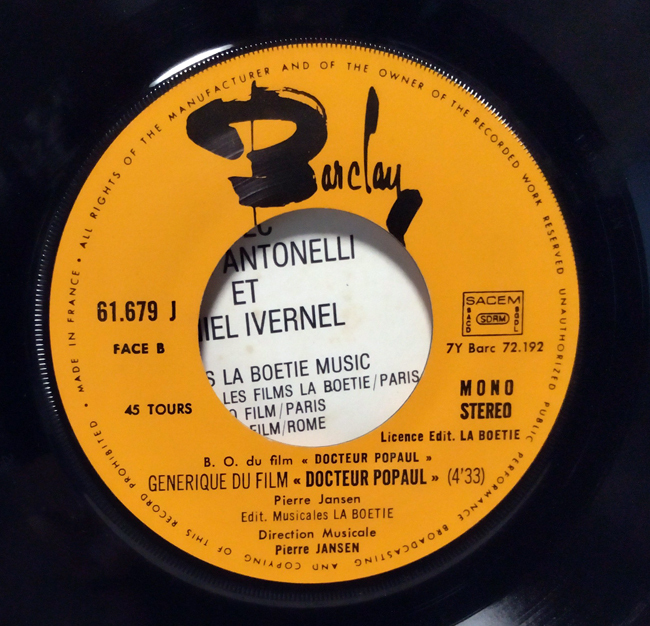 • MADE IN FRANCE • ALL RIGHTS OF THE MANUFACTURER AND OF THE OWNER OF THE RECORDED WORK RESERVED UNAUTHORIZED PUBLIC PERFORMANCE BROADCASTING AND COPYING OF THIS RECORD PROHIBITED
Barclay
ANTONELLI
ET
IEL IVERNEL
S LA BOETIE MUSIC
LES FILMS LA BOETIE/PARIS
O FILM/PARIS
FILM/ROME
61.679 J
FACE B
45 TOURS
SACEM
SACD SDRM
7Y Barc 72.192
MONO
STEREO
Licence Edit. LA BOETIE
B. O. du film « DOCTEUR POPAUL »
GENERIQUE DU FILM « DOCTEUR POPAUL » (4'33)
Pierre Jansen
Edit. Musicales LA BOETIE
Direction Musicale
Pierre JANSEN